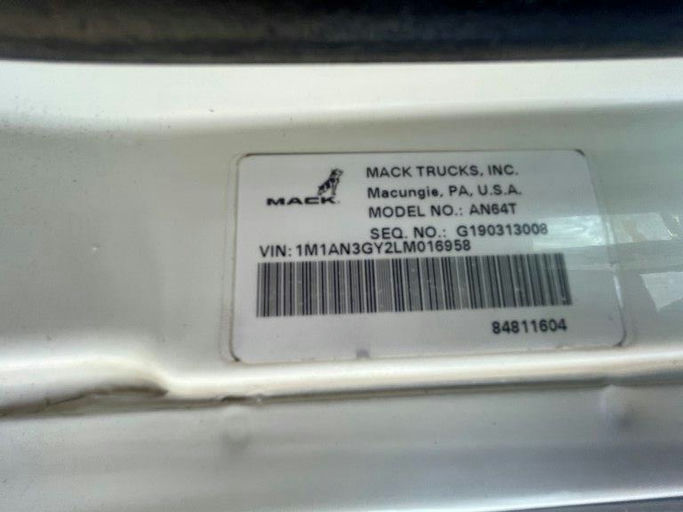 MACK
MACK TRUCKS, INC.
Macungie, PA, U.S.A.
MODEL NO.: AN64T
SEQ. NO.: G190313008
VIN: 1M1AN3GY2LM016958
84811604